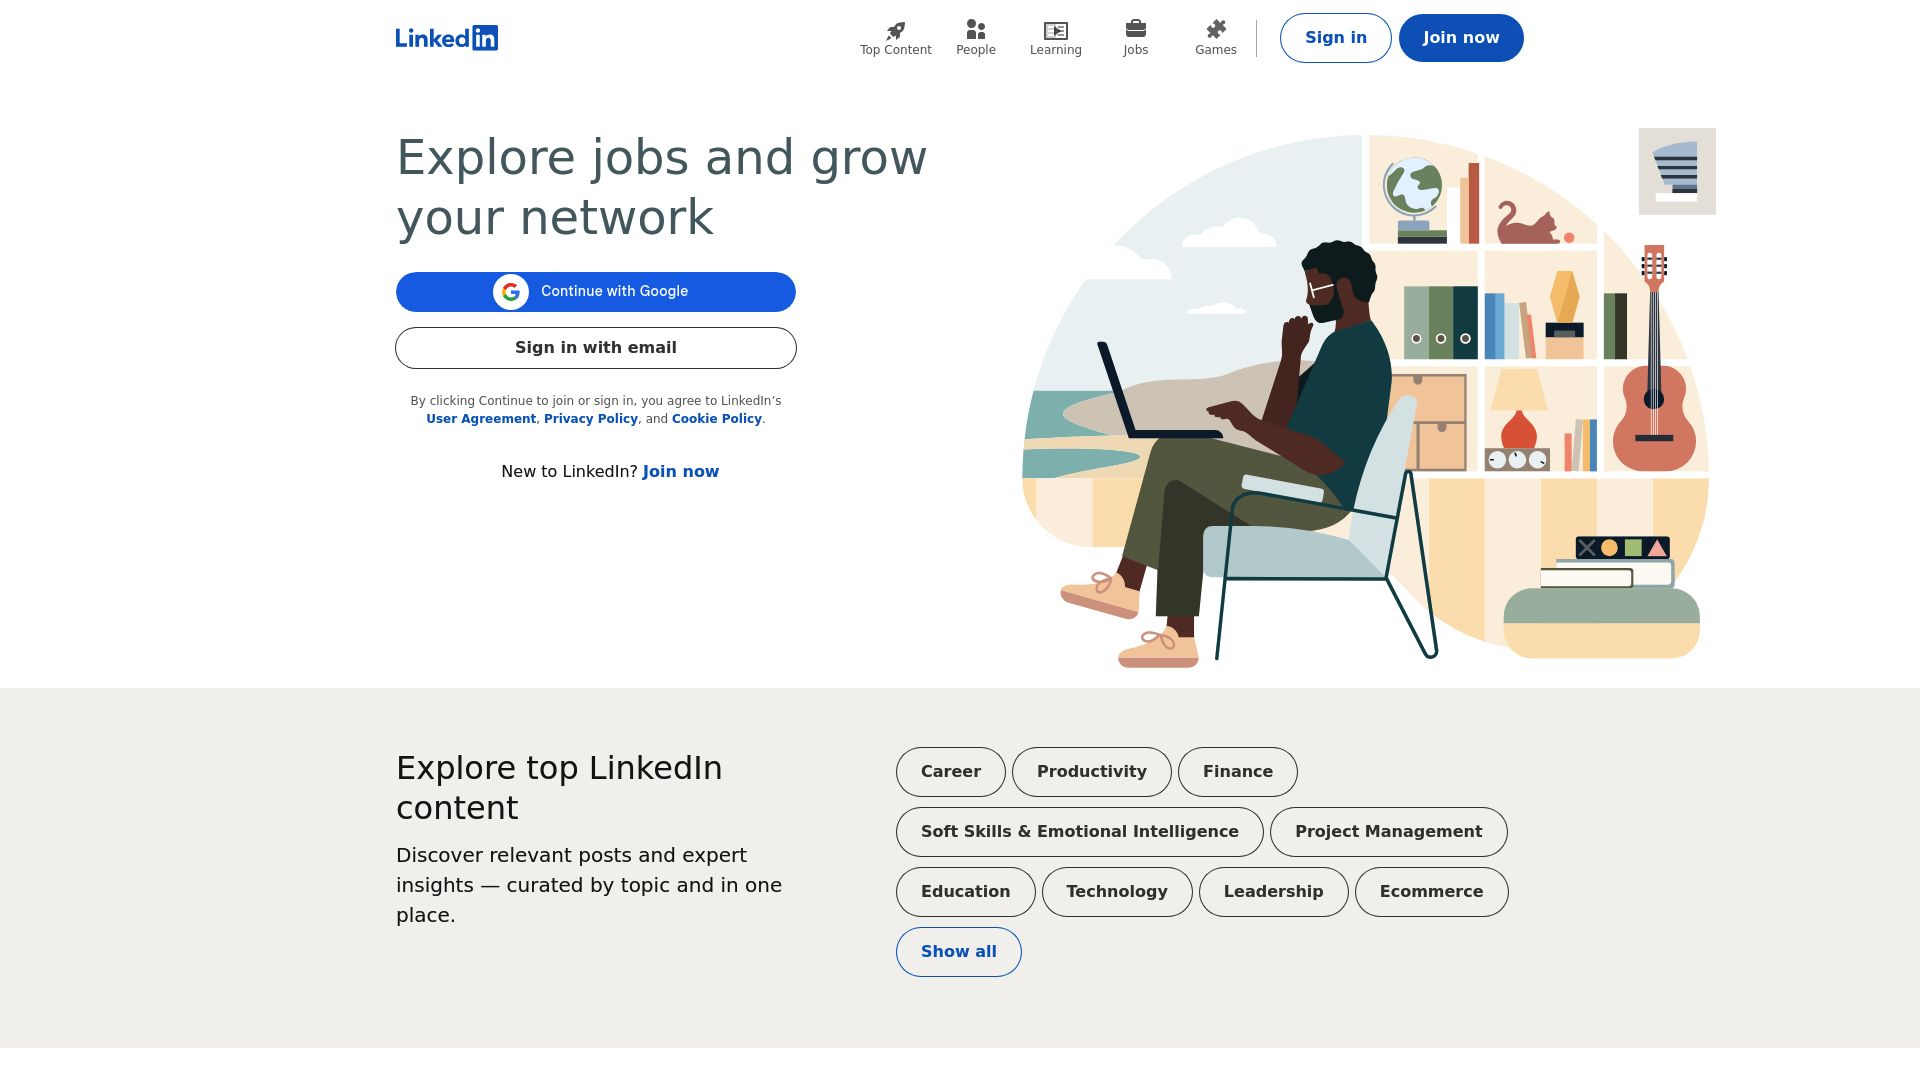 Linkedin
Top Content
People
Learning
Jobs
Games
Sign in
Join now
Explore jobs and grow
your network
Continue with Google
Sign in with email
By clicking Continue to join or sign in, you agree to LinkedIn’s
User Agreement, Privacy Policy, and Cookie Policy.
New to LinkedIn? Join now
Explore top LinkedIn
content
Discover relevant posts and expert
insights — curated by topic and in one
place.
Career
Productivity
Finance
Soft Skills & Emotional Intelligence
Project Management
Education
Technology
Leadership
Ecommerce
Show all